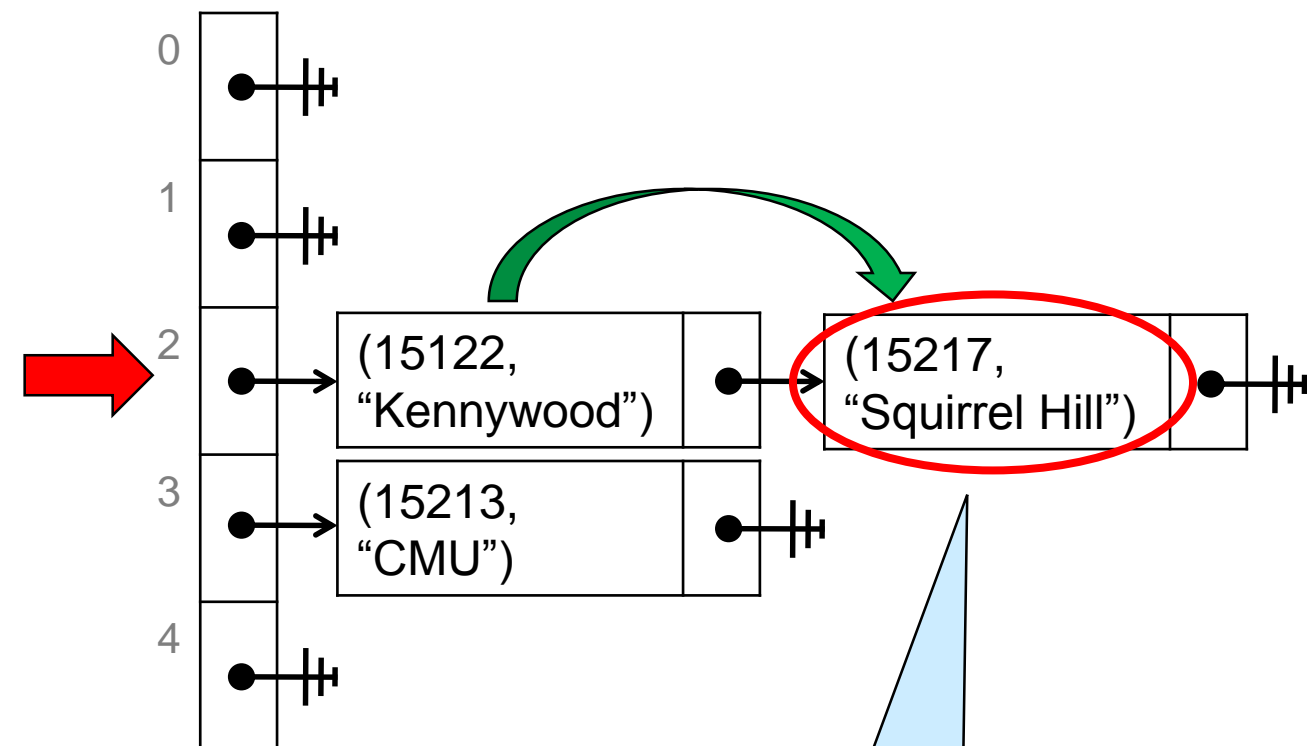 0
1
2
(15122,
“Kennywood”)
(15217,
“Squirrel Hill”)
3
(15213,
“CMU”)
4